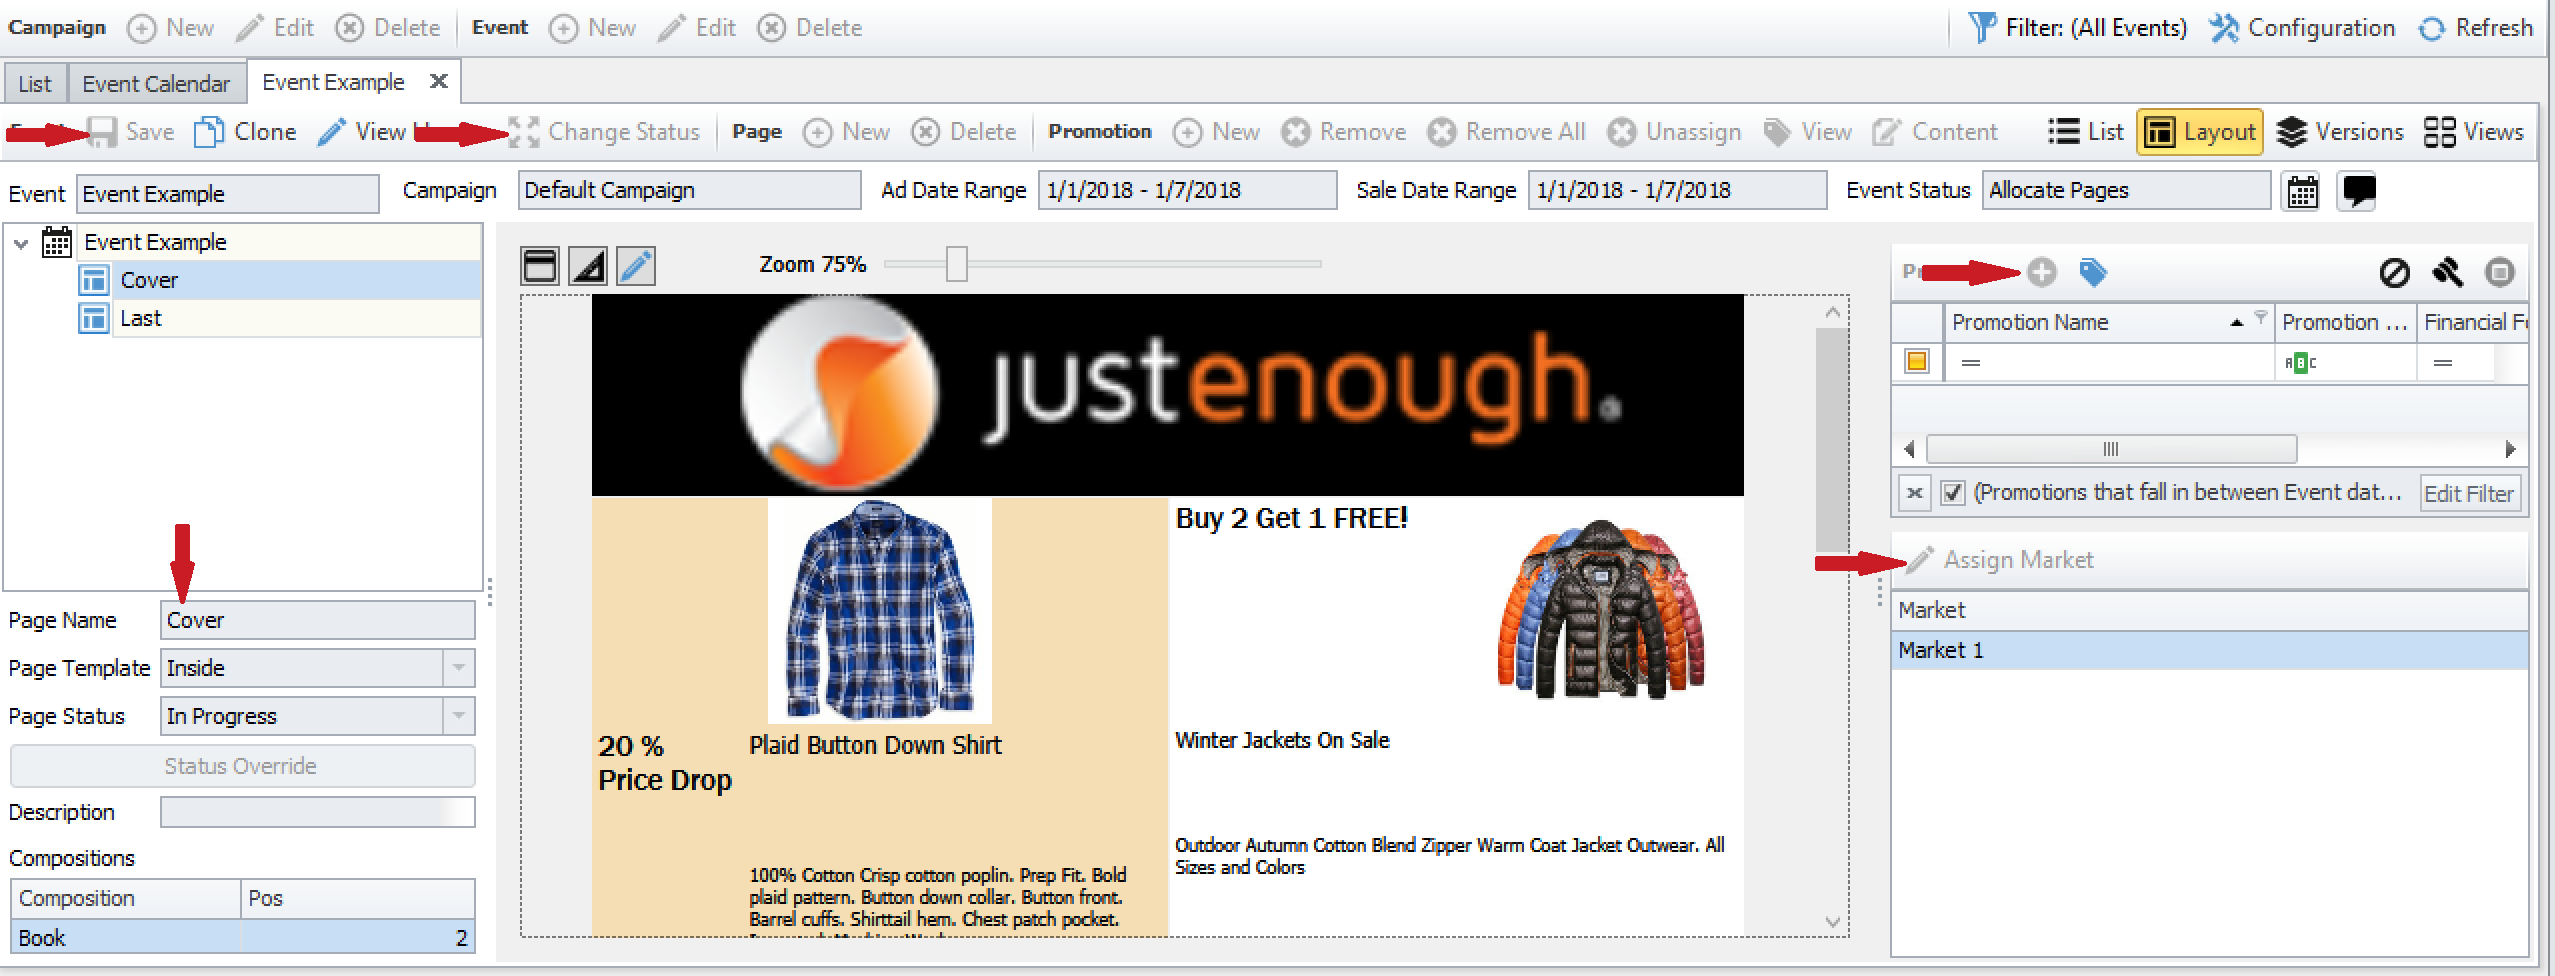 Campaign New Edit Delete Event New Edit Delete Filter: (All Events) Configuration Refresh
List Event Calendar Event Example
Save Clone View Change Status Page New Delete Promotion New Remove Remove All Unassign View Content List Layout Versions Views
Event Event Example Campaign Default Campaign Ad Date Range 1/1/2018 - 1/7/2018 Sale Date Range 1/1/2018 - 1/7/2018 Event Status Allocate Pages
Event Example
Cover
Last
Page Name Cover
Page Template Inside
Page Status In Progress
Status Override
Description
Compositions
Composition Pos
Book 2
Zoom 75%
justenough
20 %
Price Drop
Plaid Button Down Shirt
100% Cotton Crisp cotton poplin. Prep Fit. Bold
plaid pattern. Button down collar. Button front.
Barrel cuffs. Shirttail hem. Chest patch pocket.
Buy 2 Get 1 FREE!
Winter Jackets On Sale
Outdoor Autumn Cotton Blend Zipper Warm Coat Jacket Outwear. All
Sizes and Colors
Promotion Name Promotion ... Financial
ABC
(Promotions that fall in between Event dat... Edit Filter
Assign Market
Market
Market 1